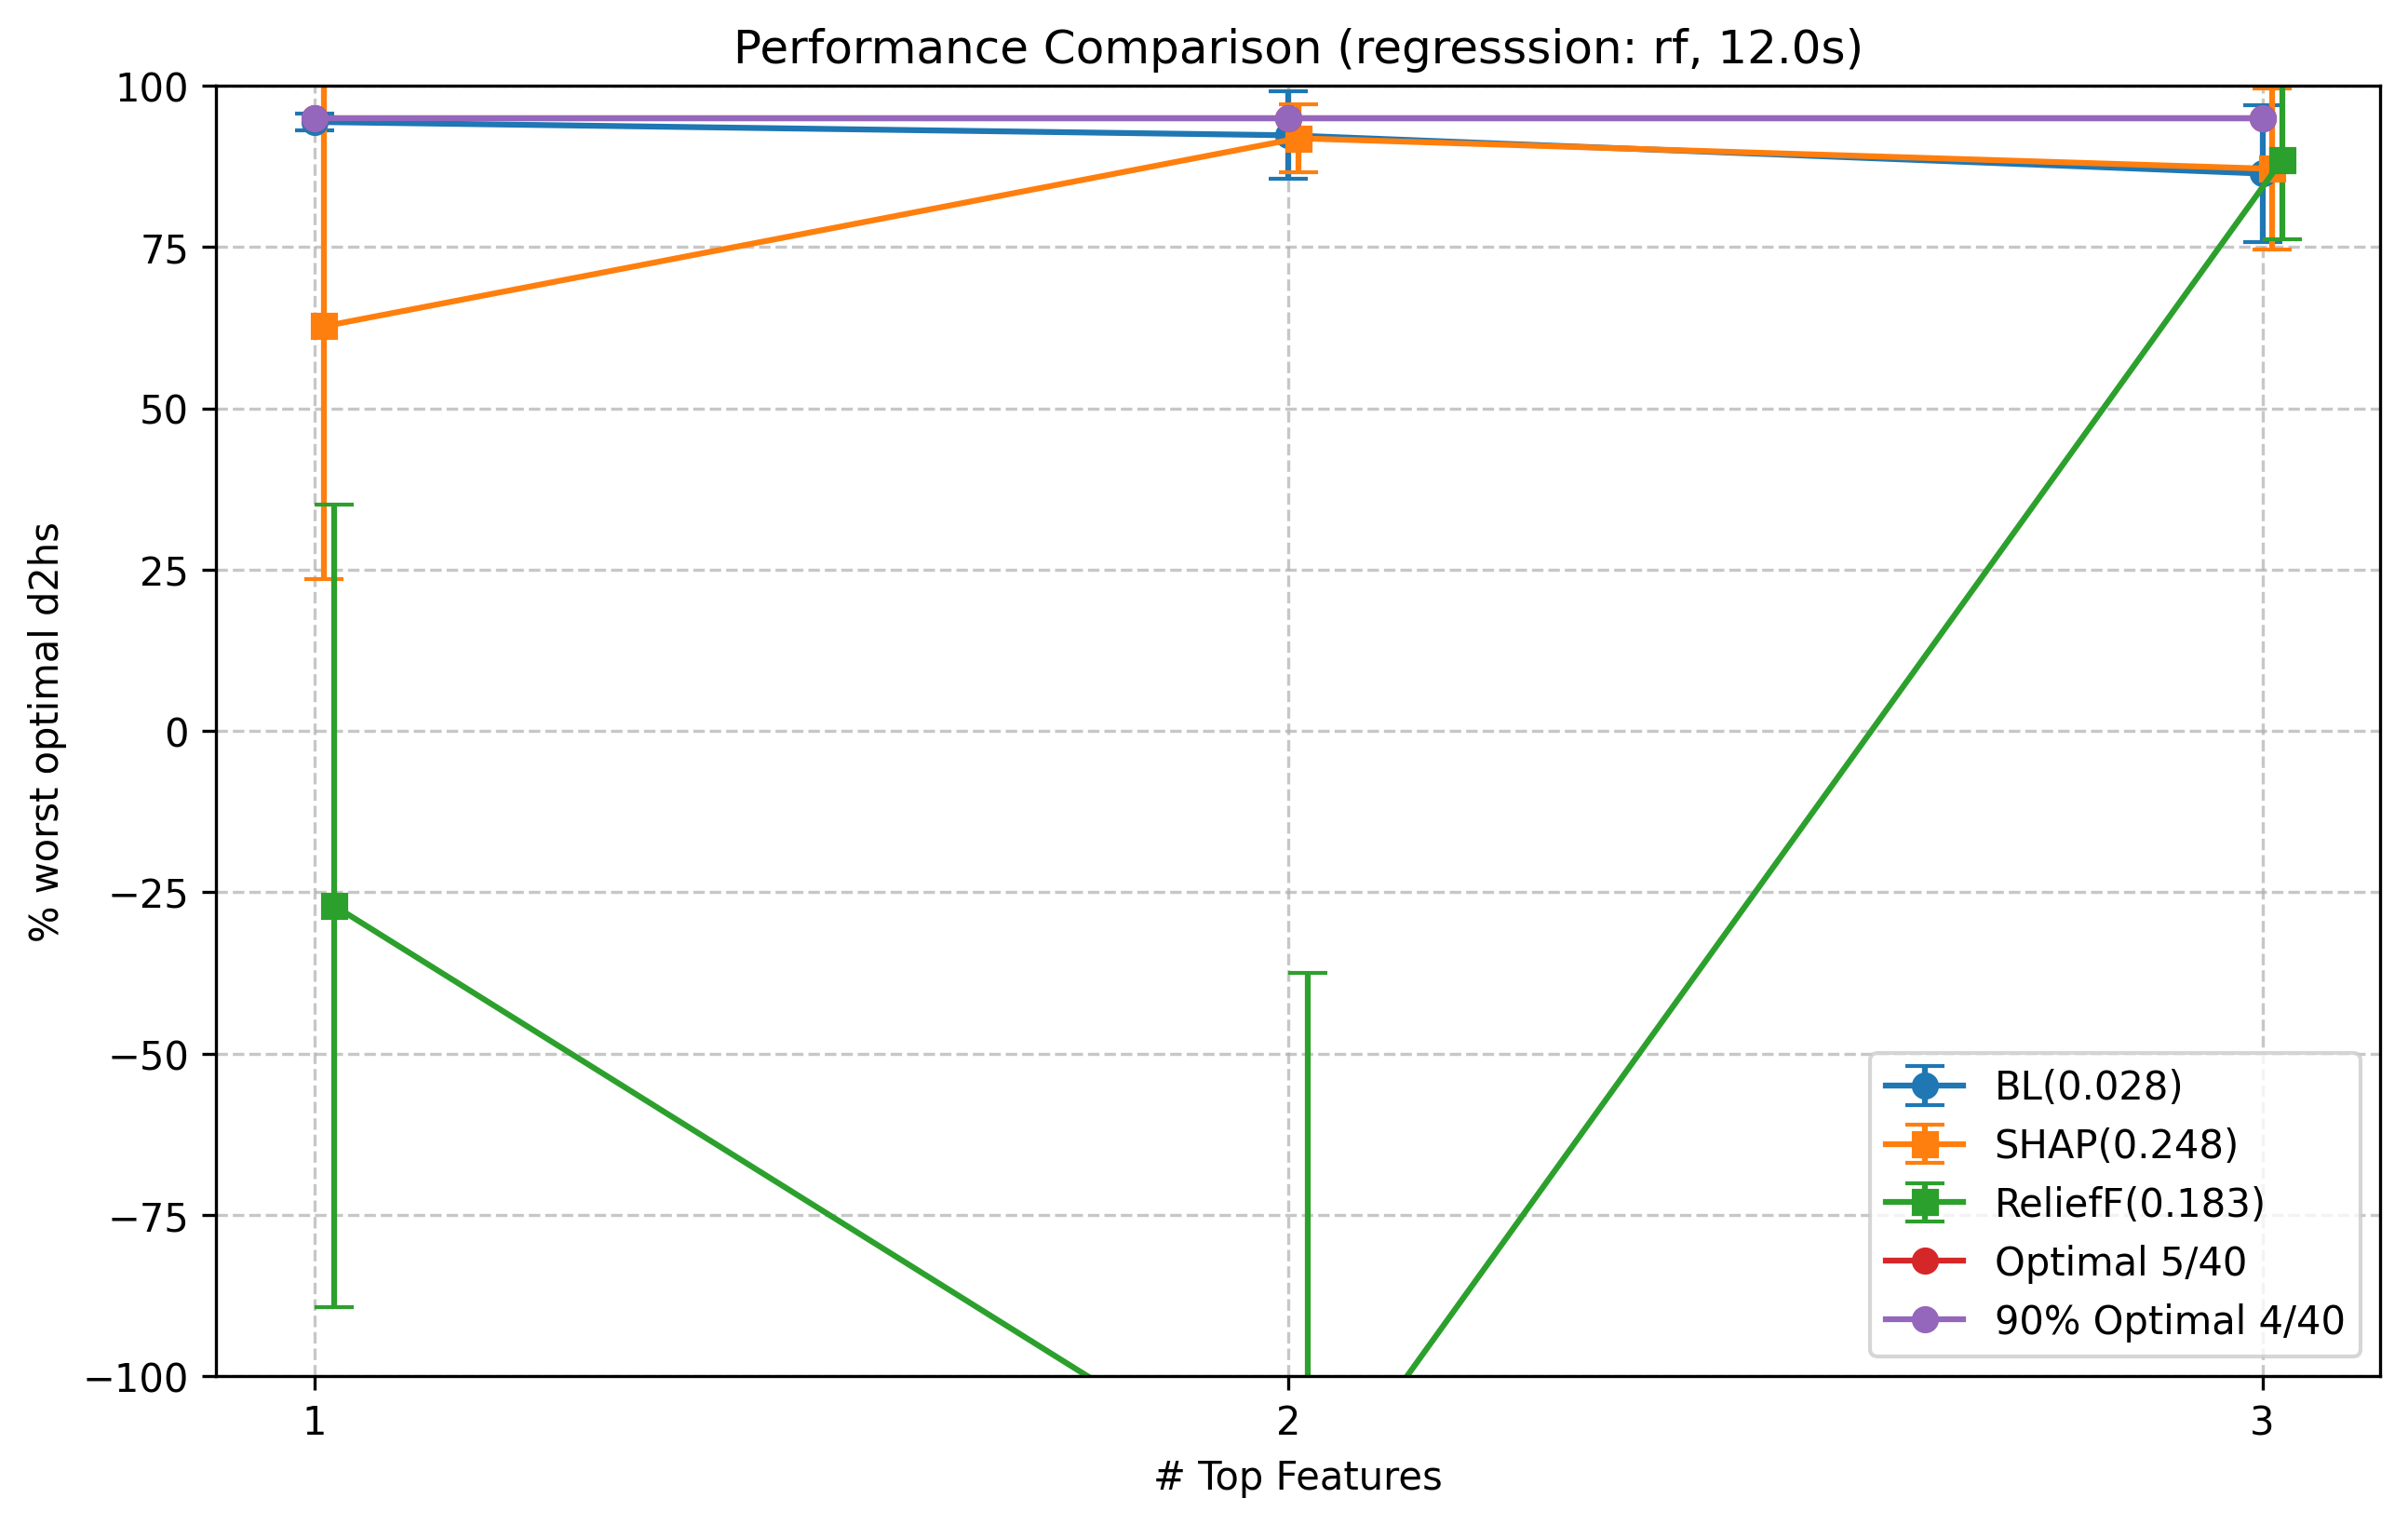 Performance Comparison (regresssion: rf, 12.0s)
% worst optimal d2hs
100
75
50
25
0
−25
−50
−75
−100
1
2
3
# Top Features
BL(0.028)
SHAP(0.248)
ReliefF(0.183)
Optimal 5/40
90% Optimal 4/40